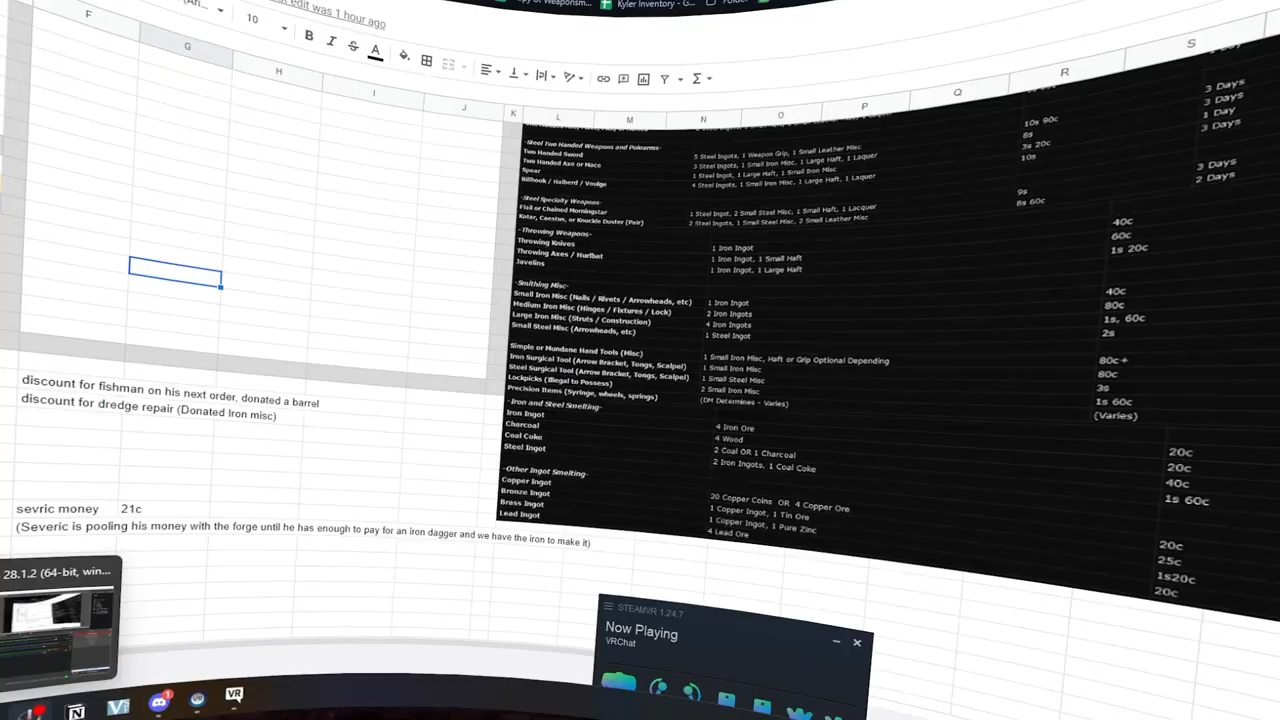 Kyler Inventory - G...
edit was 1 hour ago
10
B I S A
F G H I J K L M N O P Q R S
3 Days
10s 90c 3 Days
8s 1 Day
3s 20c 3 Days
10s
-Steel Two Handed Weapons and Polearms-
Two Handed Sword 5 Steel Ingots, 1 Weapon Grip, 1 Small Leather Misc
Two Handed Axe or Mace 3 Steel Ingots, 1 Small Iron Misc, 1 Large Haft, 1 Laquer
Spear 1 Steel Ingot, 1 Large Haft, 1 Small Iron Misc
Billhook / Halberd / Voulge 4 Steel Ingots, 1 Small Iron Misc, 1 Large Haft, 1 Laquer
-Steel Specialty Weapons-
Flail or Chained Morningstar 1 Steel Ingot, 2 Small Steel Misc, 1 Small Haft, 1 Lacquer 9s 3 Days
Katar, Caestus, or Knuckle Duster (Pair) 2 Steel Ingots, 1 Small Steel Misc, 2 Small Leather Misc 8s 60c 2 Days
-Throwing Weapons-
Throwing Knives 1 Iron Ingot 40c
Throwing Axes / Hurlbat 1 Iron Ingot, 1 Small Haft 60c
Javelins 1 Iron Ingot, 1 Large Haft 1s 20c
-Smithing Misc-
Small Iron Misc (Nails / Rivets / Arrowheads, etc) 1 Iron Ingot 40c
Medium Iron Misc (Hinges / Fixtures / Lock) 2 Iron Ingots 80c
Large Iron Misc (Struts / Construction) 4 Iron Ingots 1s, 60c
Small Steel Misc (Arrowheads, etc) 1 Steel Ingot 2s
Simple or Mundane Hand Tools (Misc) 1 Small Iron Misc, Haft or Grip Optional Depending 80c+
Iron Surgical Tool (Arrow Bracket, Tongs, Scalpel) 1 Small Iron Misc 80c
Steel Surgical Tool (Arrow Bracket, Tongs, Scalpel) 1 Small Steel Misc 3s
Lockpicks (Illegal to Possess) 2 Small Iron Misc 1s 60c
Precision Items (Syringe, wheels, springs) (DM Determines - Varies) (Varies)
-Iron and Steel Smelting-
Iron Ingot 4 Iron Ore 20c
Charcoal 4 Wood 20c
Coal Coke 2 Coal OR 1 Charcoal 40c
Steel Ingot 2 Iron Ingots, 1 Coal Coke 1s 60c
-Other Ingot Smelting-
Copper Ingot 20 Copper Coins OR 4 Copper Ore 20c
Bronze Ingot 1 Copper Ingot, 1 Tin Ore 25c
Brass Ingot 1 Copper Ingot, 1 Pure Zinc 1s20c
Lead Ingot 4 Lead Ore 20c
discount for fishman on his next order, donated a barrel
discount for dredge repair (Donated Iron misc)
sevric money 21c
(Severic is pooling his money with the forge until he has enough to pay for an iron dagger and we have the iron to make it)
28.1.2 (64-bit, win...
STEAMVR 1.24.7
Now Playing
VRChat
VR